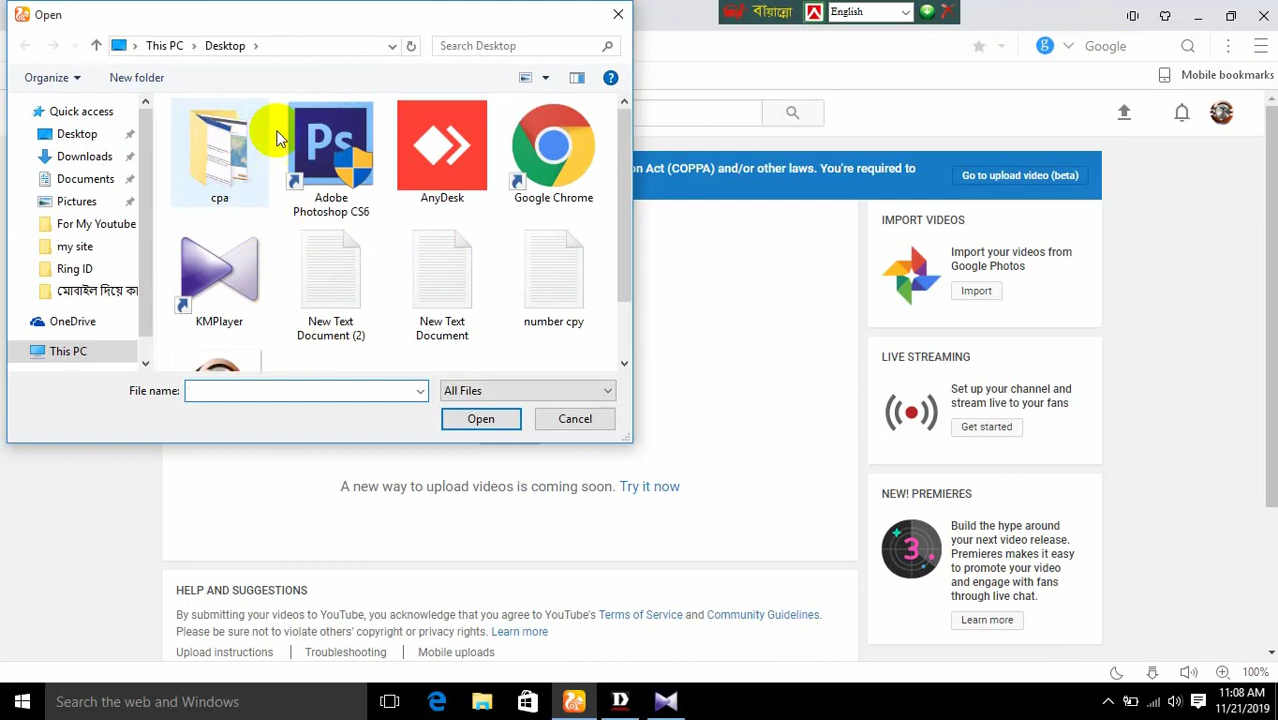 Open
বায়ান্নো
English
This PC
Desktop
Search Desktop
Google
Organize
New folder
Mobile bookmarks
Quick access
Desktop
Downloads
Documents
Pictures
For My Youtube
my site
Ring ID
মোবাইল দিয়ে কা
OneDrive
This PC
cpa
Ps
Adobe
Photoshop CS6
AnyDesk
Google Chrome
KMPlayer
New Text
Document (2)
New Text
Document
number cpy
File name:
All Files
Open
Cancel
on Act (COPPA) and/or other laws. You're required to
Go to upload video (beta)
IMPORT VIDEOS
Import your videos from
Google Photos
Import
LIVE STREAMING
Set up your channel and
stream live to your fans
Get started
A new way to upload videos is coming soon. Try it now
NEW! PREMIERES
3
Build the hype around
your next video release.
Premieres makes it easy
to promote your video
and engage with fans
through live chat.
Learn more
HELP AND SUGGESTIONS
By submitting your videos to YouTube, you acknowledge that you agree to YouTube's Terms of Service and Community Guidelines.
Please be sure not to violate others' copyright or privacy rights. Learn more
Upload instructions | Troubleshooting | Mobile uploads
100%
Search the web and Windows
11:08 AM
11/21/2019